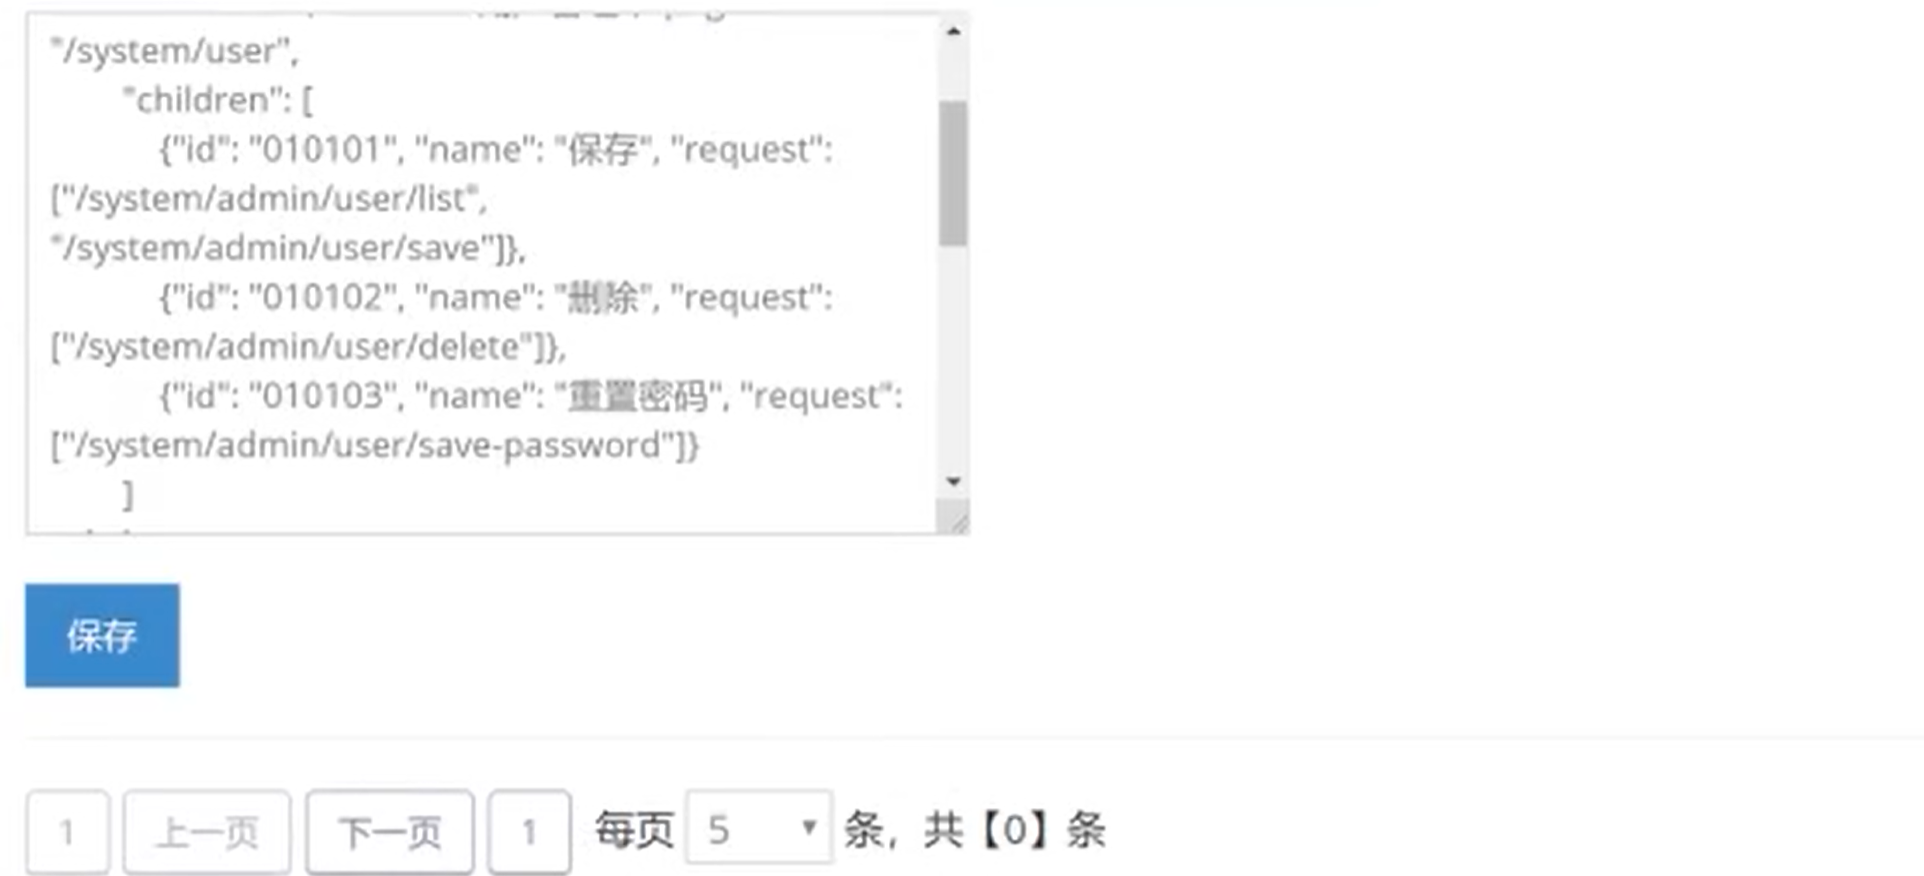 "/system/user",
"children": [
{"id": "010101", "name": "保存", "request":
["/system/admin/user/list",
"/system/admin/user/save"]},
{"id": "010102", "name": "删除", "request":
["/system/admin/user/delete"]},
{"id": "010103", "name": "重置密码", "request":
["/system/admin/user/save-password"]}
]
保存
1 上一页 下一页 1 每页 5 条，共【0】条